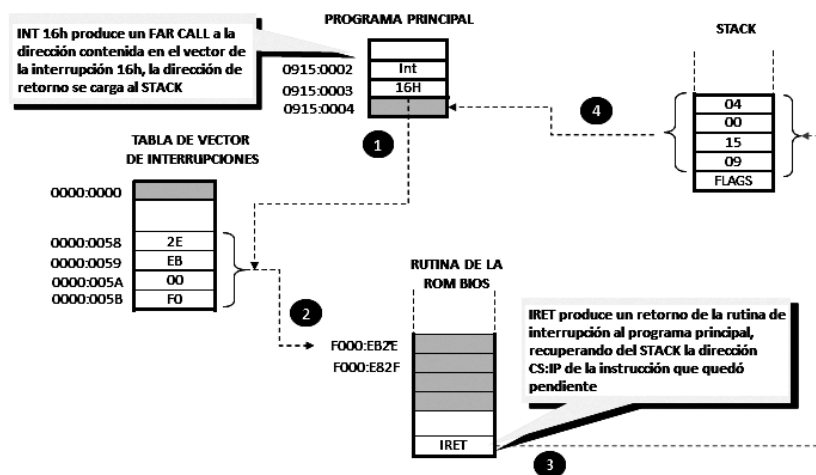 PROGRAMA PRINCIPAL
INT 16h produce un FAR CALL a la
dirección contenida en el vector de
la interrupción 16h, la dirección de
retorno se carga al STACK
0915:0002
Int
0915:0003
16H
0915:0004
STACK
04
00
15
09
FLAGS
4
1
TABLA DE VECTOR
DE INTERRUPCIONES
0000:0000
0000:0058
2E
0000:0059
EB
0000:005A
00
0000:005B
F0
2
RUTINA DE LA
ROM BIOS
F000:EB2E
F000:E82F
IRET
IRET produce un retorno de la rutina de
interrupción al programa principal,
recuperando del STACK la dirección
CS:IP de la instrucción que quedó
pendiente
3